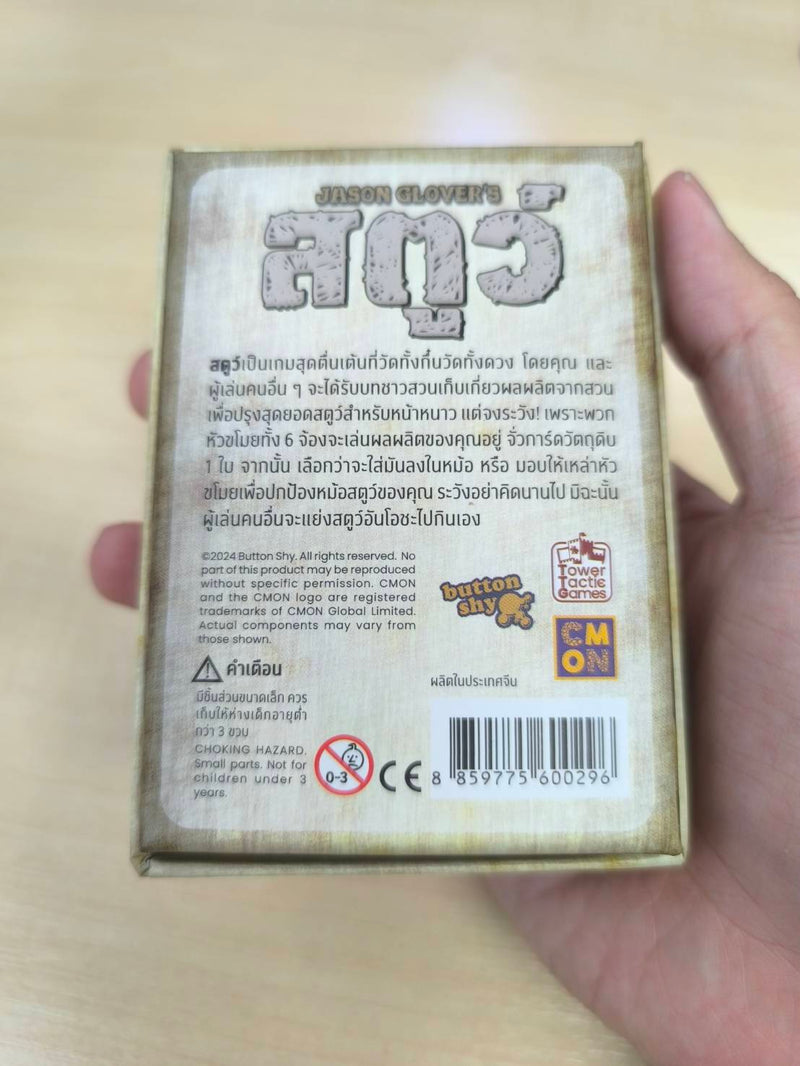 JASON GLOVER'S
สตูว์
สตูว์เป็นเกมสุดตื่นเต้นที่วัดทั้งกึ๋นวัดทั้งดวง โดยคุณ และ
ผู้เล่นคนอื่น ๆ จะได้รับบทชาวสวนเก็บเกี่ยวผลผลิตจากสวน
เพื่อปรุงสุดยอดสตูว์สำหรับหน้าหนาว แต่จงระวัง! เพราะพวก
หัวขโมยทั้ง 6 จ้องจะเล่นผลผลิตของคุณอยู่ จั่วการ์ดวัตถุดิบ
1 ใบ จากนั้น เลือกว่าจะใส่มันลงในหม้อ หรือ มอบให้เหล่าหัว
ขโมยเพื่อปกป้องหม้อสตูว์ของคุณ ระวังอย่าคิดนานไป มิฉะนั้น
ผู้เล่นคนอื่นจะแย่งสตูว์อันโอชะไปกินเอง
©2024 Button Shy. All rights reserved. No
part of this product may be reproduced
without specific permission. CMON
and the CMON logo are registered
trademarks of CMON Global Limited.
Actual components may vary from
those shown.
button
shy
Tower
Tactic
Games
CM
ON
ผลิตในประเทศจีน
คำเตือน
มีชิ้นส่วนขนาดเล็ก ควร
เก็บให้ห่างเด็กอายุต่ำ
กว่า 3 ขวบ
CHOKING HAZARD.
Small parts. Not for
children under 3
years.
0-3
CE
8 859775 600296